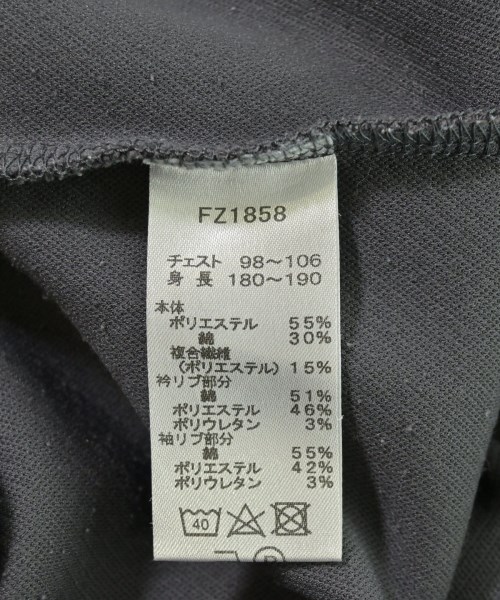 FZ1858
チェスト 98〜106
身長 180〜190
本体
ポリエステル 55%
綿 30%
複合繊維
(ポリエステル) 15%
衿リブ部分
綿 51%
ポリエステル 46%
ポリウレタン 3%
袖リブ部分
綿 55%
ポリエステル 42%
ポリウレタン 3%
40